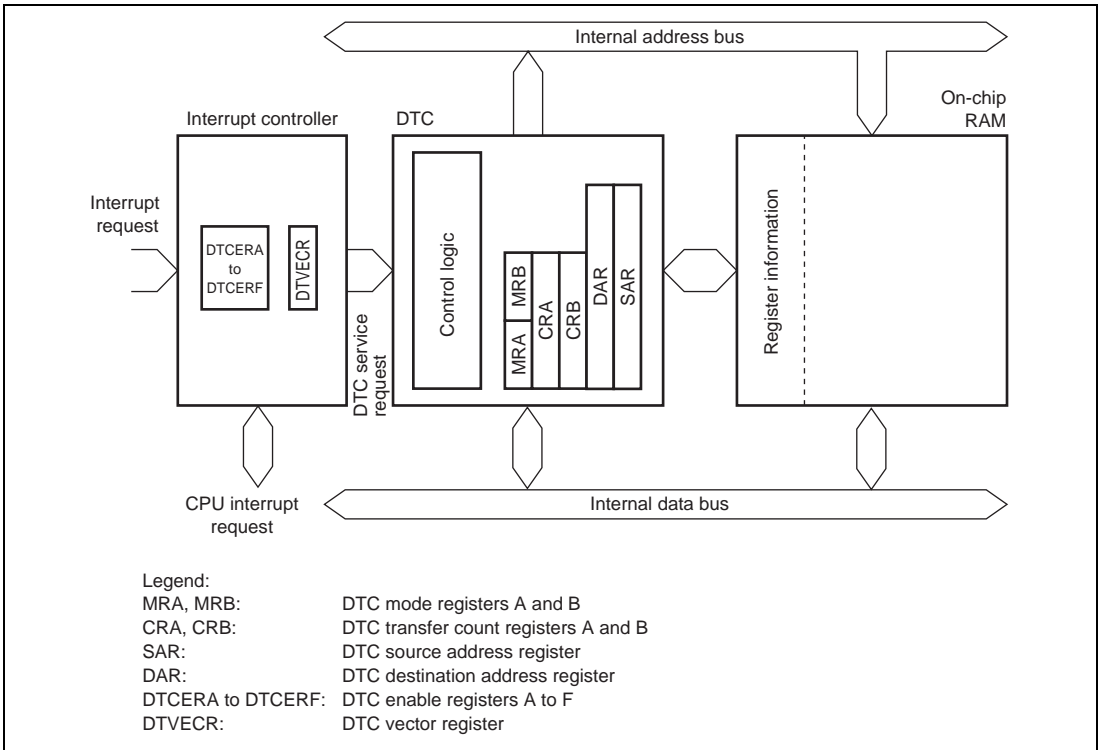 Internal address bus
Interrupt controller
DTC
On-chip
RAM
Interrupt
request
DTCERA
to
DTCERF
DTVECR
DTC service
request
Control logic
MRA
MRB
CRA
CRB
DAR
SAR
Register information
CPU interrupt
request
Internal data bus
Legend:
MRA, MRB: DTC mode registers A and B
CRA, CRB: DTC transfer count registers A and B
SAR: DTC source address register
DAR: DTC destination address register
DTCERA to DTCERF: DTC enable registers A to F
DTVECR: DTC vector register